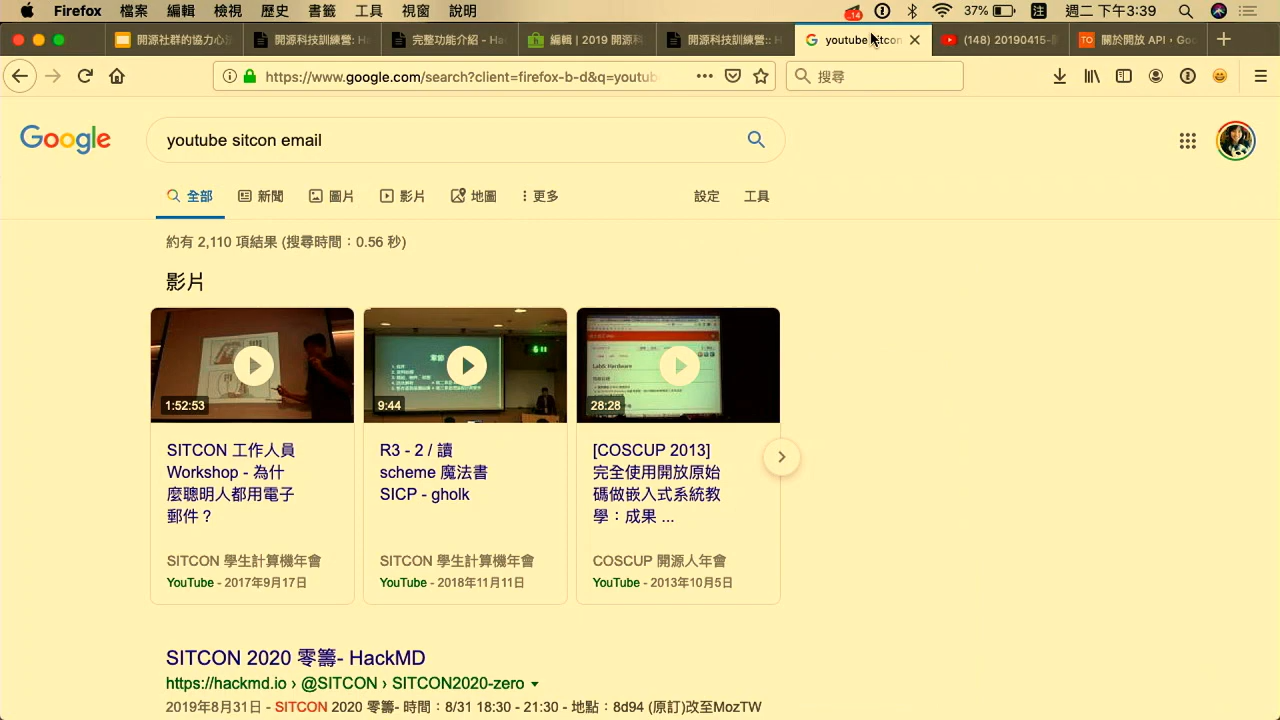 Firefox 檔案 編輯 檢視 歷史 書籤 工具 視窗 說明 14 37% 注 週二 下午3:39
開源社群的協力心法 開源科技訓練營: Ha 完整功能介紹 - Hac 編輯 | 2019 開源科 開源科技訓練營:: H youtube sitcon (148) 20190415-開 TO 關於開放 API，Goo
https://www.google.com/search?client=firefox-b-d&q=youtub 搜尋
Google youtube sitcon email
全部 新聞 圖片 影片 地圖 更多 設定 工具
約有 2,110 項結果 (搜尋時間：0.56 秒)
影片
章節
Lab5 Hardware
1:52:53 9:44 28:28
SITCON 工作人員
Workshop - 為什
麼聰明人都用電子
郵件？
SITCON 學生計算機年會
YouTube - 2017年9月17日
R3 - 2 / 讀
scheme 魔法書
SICP - gholk
SITCON 學生計算機年會
YouTube - 2018年11月11日
[COSCUP 2013]
完全使用開放原始
碼做嵌入式系統教
學：成果 ...
COSCUP 開源人年會
YouTube - 2013年10月5日
SITCON 2020 零籌- HackMD
https://hackmd.io › @SITCON › SITCON2020-zero
2019年8月31日 - SITCON 2020 零籌- 時間：8/31 18:30 - 21:30 - 地點：8d94 (原訂)改至MozTW